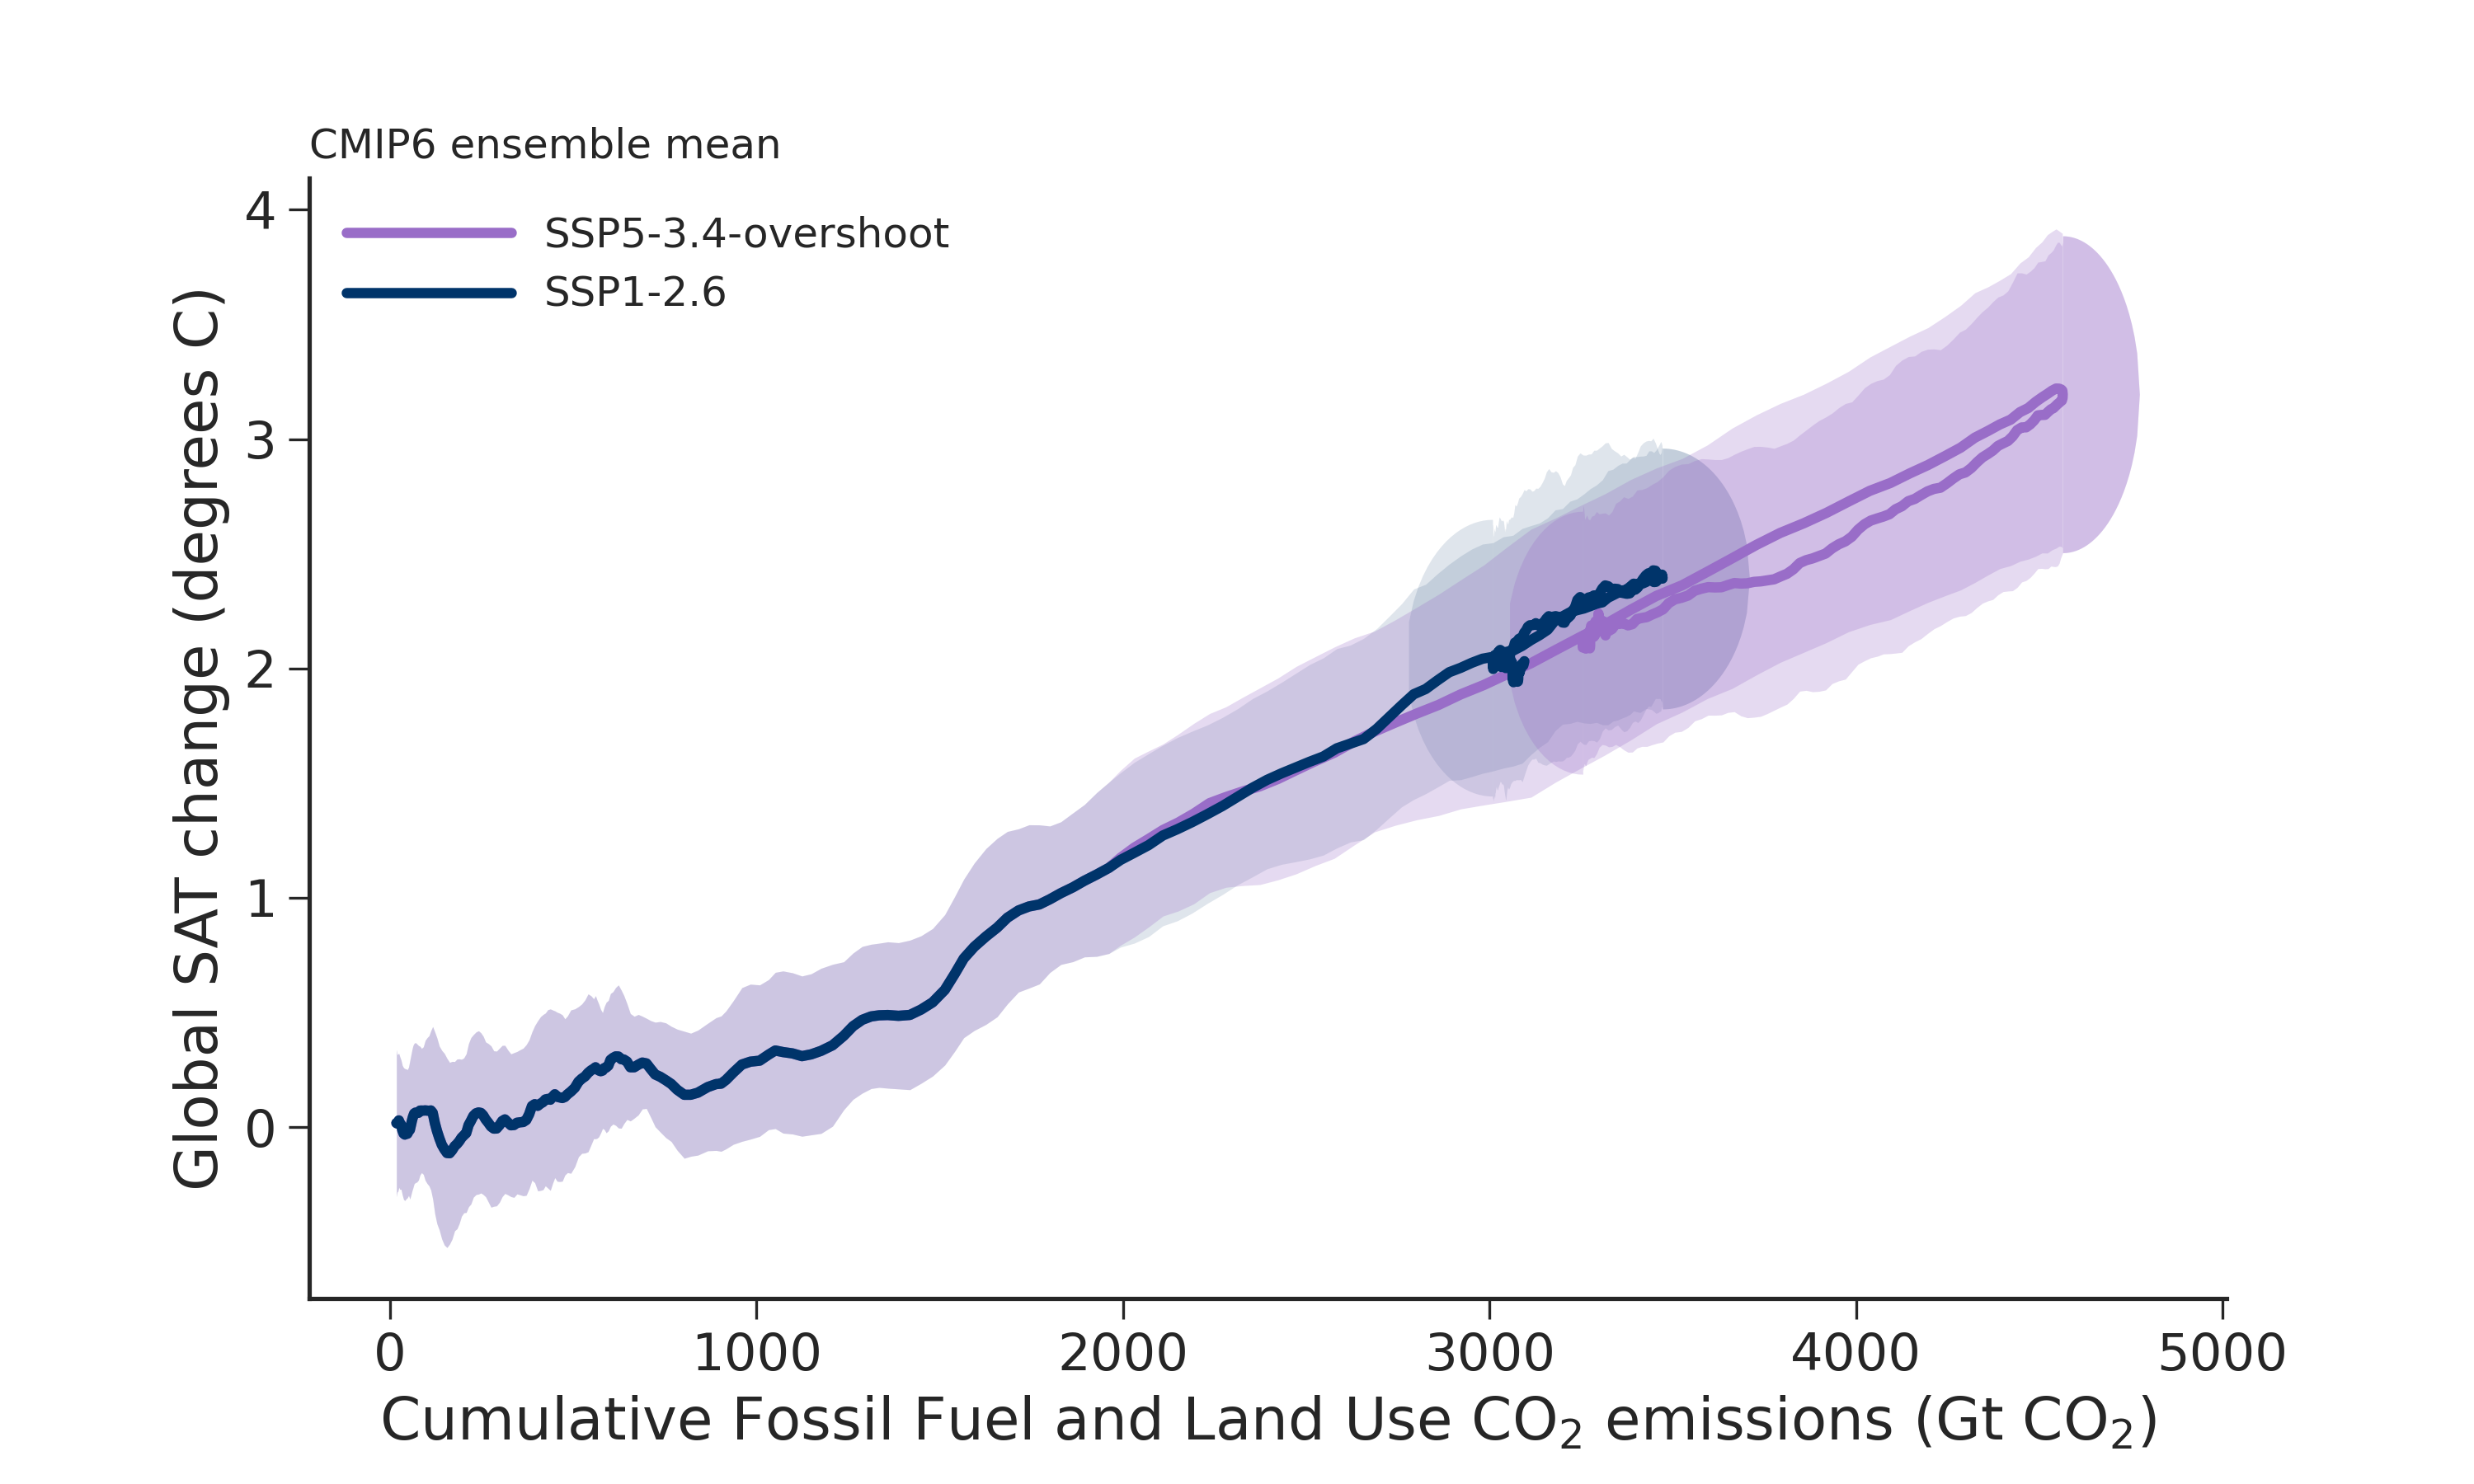 CMIP6 ensemble mean
SSP5-3.4-overshoot
SSP1-2.6
Global SAT change (degrees C)
4
3
2
1
0
0 1000 2000 3000 4000 5000
Cumulative Fossil Fuel and Land Use CO₂ emissions (Gt CO₂)